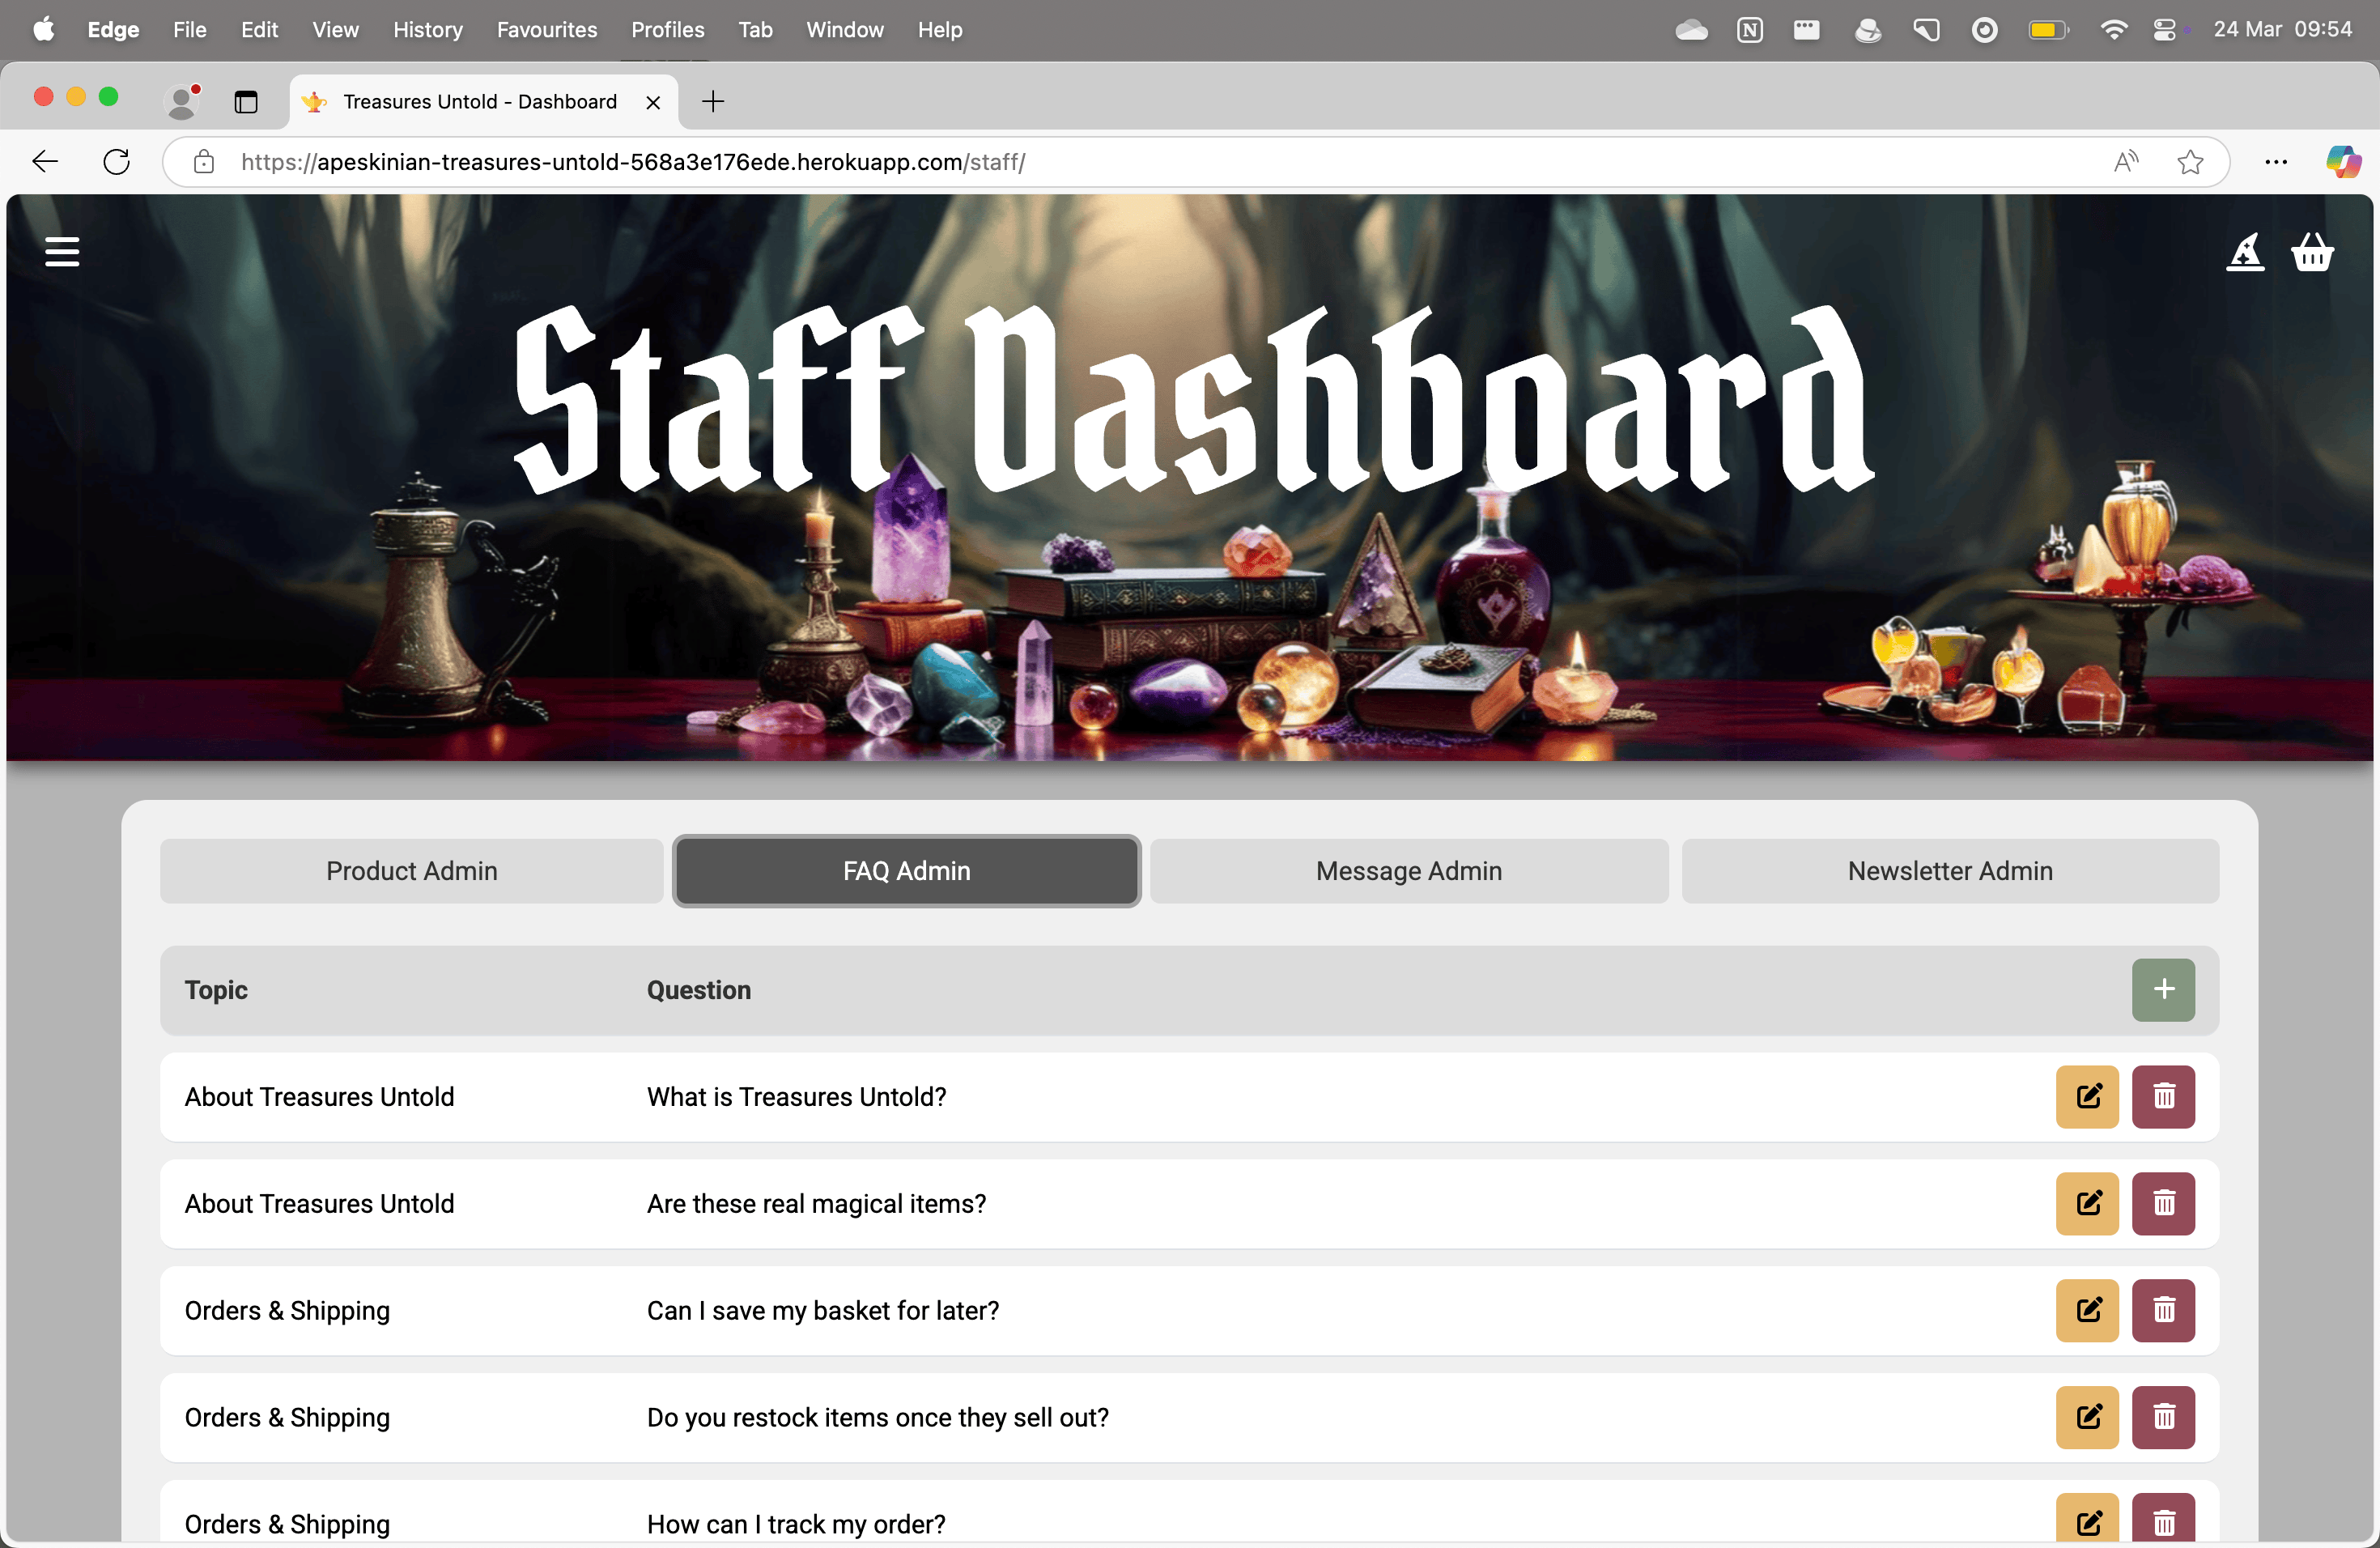 Edge File Edit View History Favourites Profiles Tab Window Help 24 Mar 09:54
Treasures Untold - Dashboard
https://apeskinian-treasures-untold-568a3e176ede.herokuapp.com/staff/
Staff Dashboard
Product Admin FAQ Admin Message Admin Newsletter Admin
Topic Question
About Treasures Untold What is Treasures Untold?
About Treasures Untold Are these real magical items?
Orders & Shipping Can I save my basket for later?
Orders & Shipping Do you restock items once they sell out?
Orders & Shipping How can I track my order?